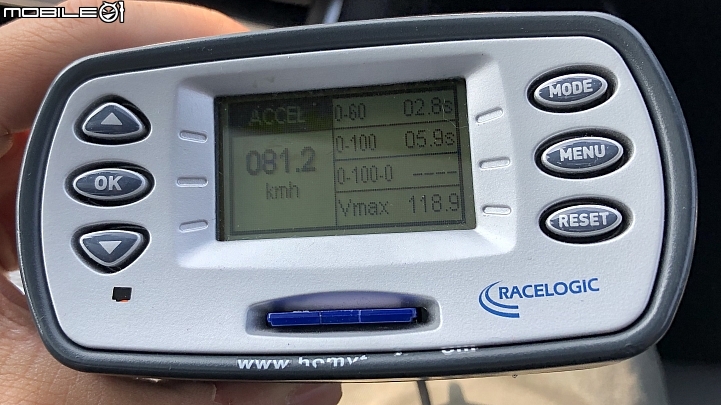 MOBILE01
ACCEL
081.2
kmh
0-60 02.8s
0-100 05.9s
0-100-0 -----
Vmax 118.9
OK
MODE
MENU
RESET
RACELOGIC
www.